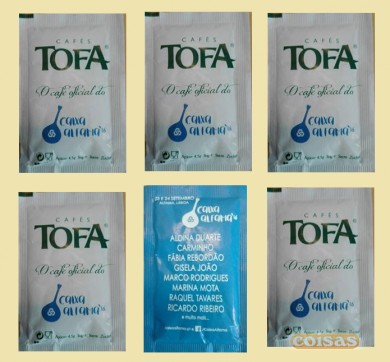 CAFÉS
TOFA
O café oficial do
caixa
alfama
CAFÉS
TOFA
O café oficial do
caixa
alfama
CAFÉS
TOFA
O café oficial do
caixa
alfama
CAFÉS
TOFA
O café oficial do
caixa
alfama
caixa
alfama
ALDINA DUARTE
CARMINHO
FÁBIA REBORDÃO
GISELA JOÃO
MARCO RODRIGUES
MARINA MOTA
RAQUEL TAVARES
RICARDO RIBEIRO
e muito mais...
CAFÉS
TOFA
O café oficial do
caixa
alfama
coisas